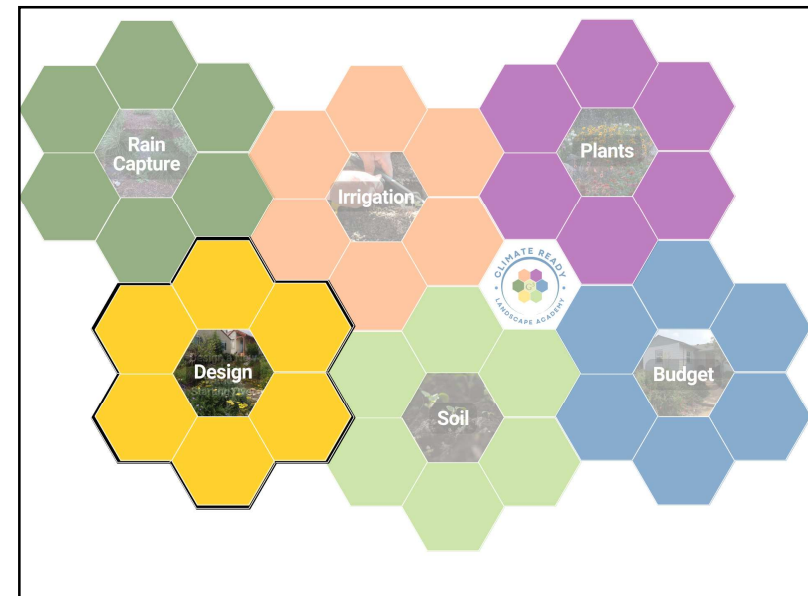 Rain
Capture
Irrigation
Plants
CLIMATE READY
LANDSCAPE ACADEMY
Design
Budget
Soil